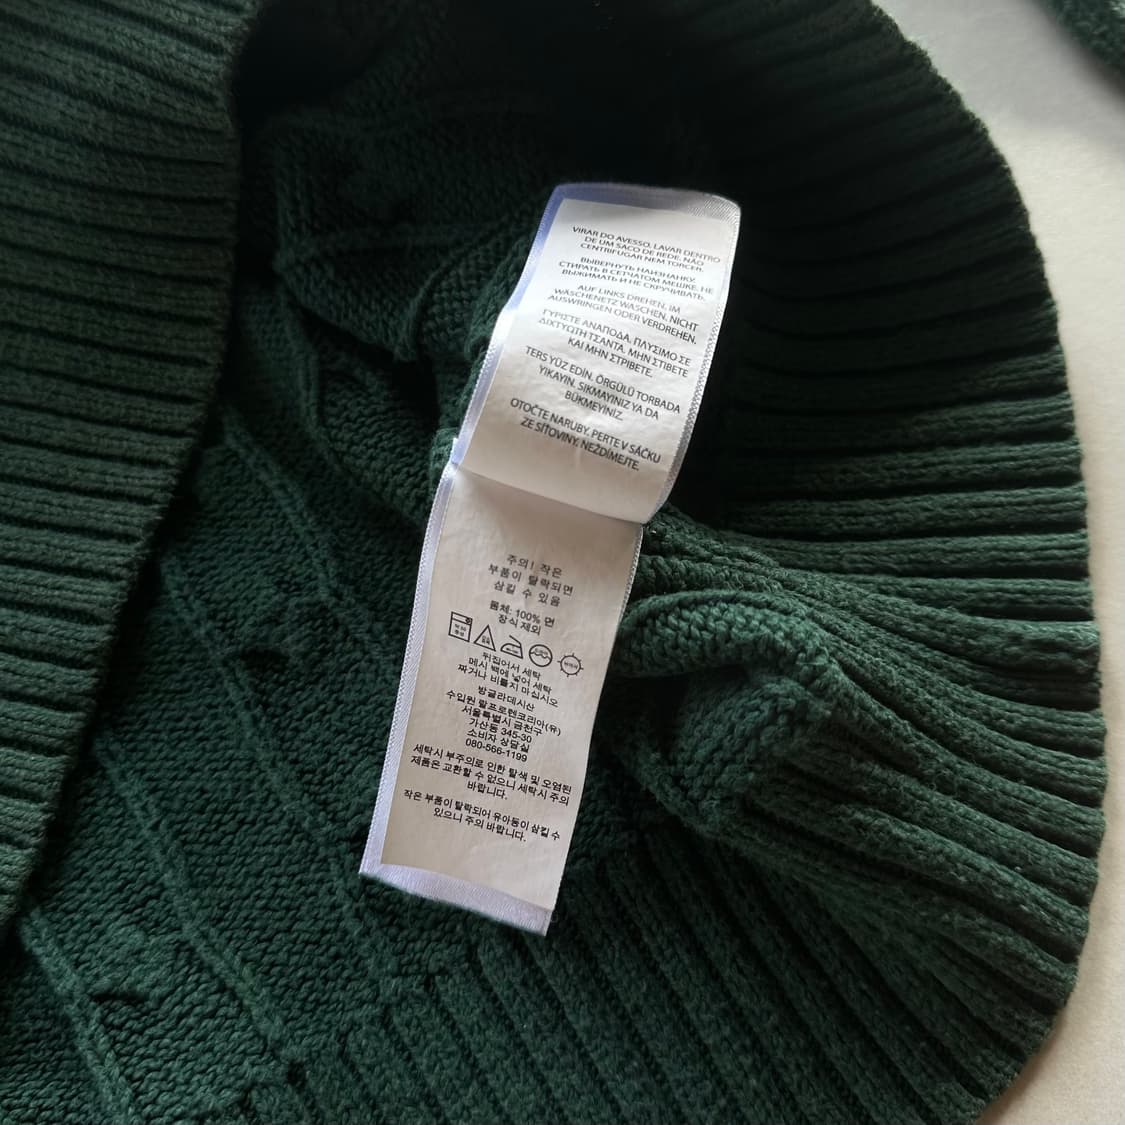 VIRAR DO AVESSO. LAVAR DENTRO
DE UM SACO DE REDE. NÃO
CENTRIFUGAR NEM TORCER.
ВЫВЕРНУТЬ НАИЗНАНКУ.
СТИРАТЬ В СЕТЧАТОМ МЕШКЕ. НЕ
ВЫЖИМАТЬ И НЕ СКРУЧИВАТЬ.
AUF LINKS DREHEN. IM
WÄSCHENETZ WASCHEN. NICHT
AUSWRINGEN ODER VERDREHEN.
ΓΥΡΙΣΤΕ ΑΝΑΠΟΔΑ. ΠΛΥΣΙΜΟ ΣΕ
ΔΙΧΤΥΩΤΗ ΤΣΑΝΤΑ. ΜΗΝ ΣΤΙΒΕΤΕ
ΚΑΙ ΜΗΝ ΣΤΡΙΒΕΤΕ.
TERS YÜZ EDİN. ÖRGÜLÜ TORBADA
YIKAYIN. SIKMAYINIZ YA DA
BÜKMEYİNİZ.
OTOČTE NARUBY. PERTE V SÁČKU
ZE SÍŤOVINY. NEŽDÍMEJTE.
주의! 작은
부품이 탈락되면
삼킬 수 있음
몸체: 100% 면
장식 제외
뒤집어서 세탁
메시 백에 넣어 세탁
짜거나 비틀지 마십시오
방글라데시산
수입원 랄프로렌코리아(유)
서울특별시 금천구
가산동 345-30
소비자 상담실
080-566-1199
세탁시 부주의로 인한 탈색 및 오염된
제품은 교환할 수 없으니 세탁시 주의
바랍니다.
작은 부품이 탈락되어 유아동이 삼킬 수
있으니 주의 바랍니다.